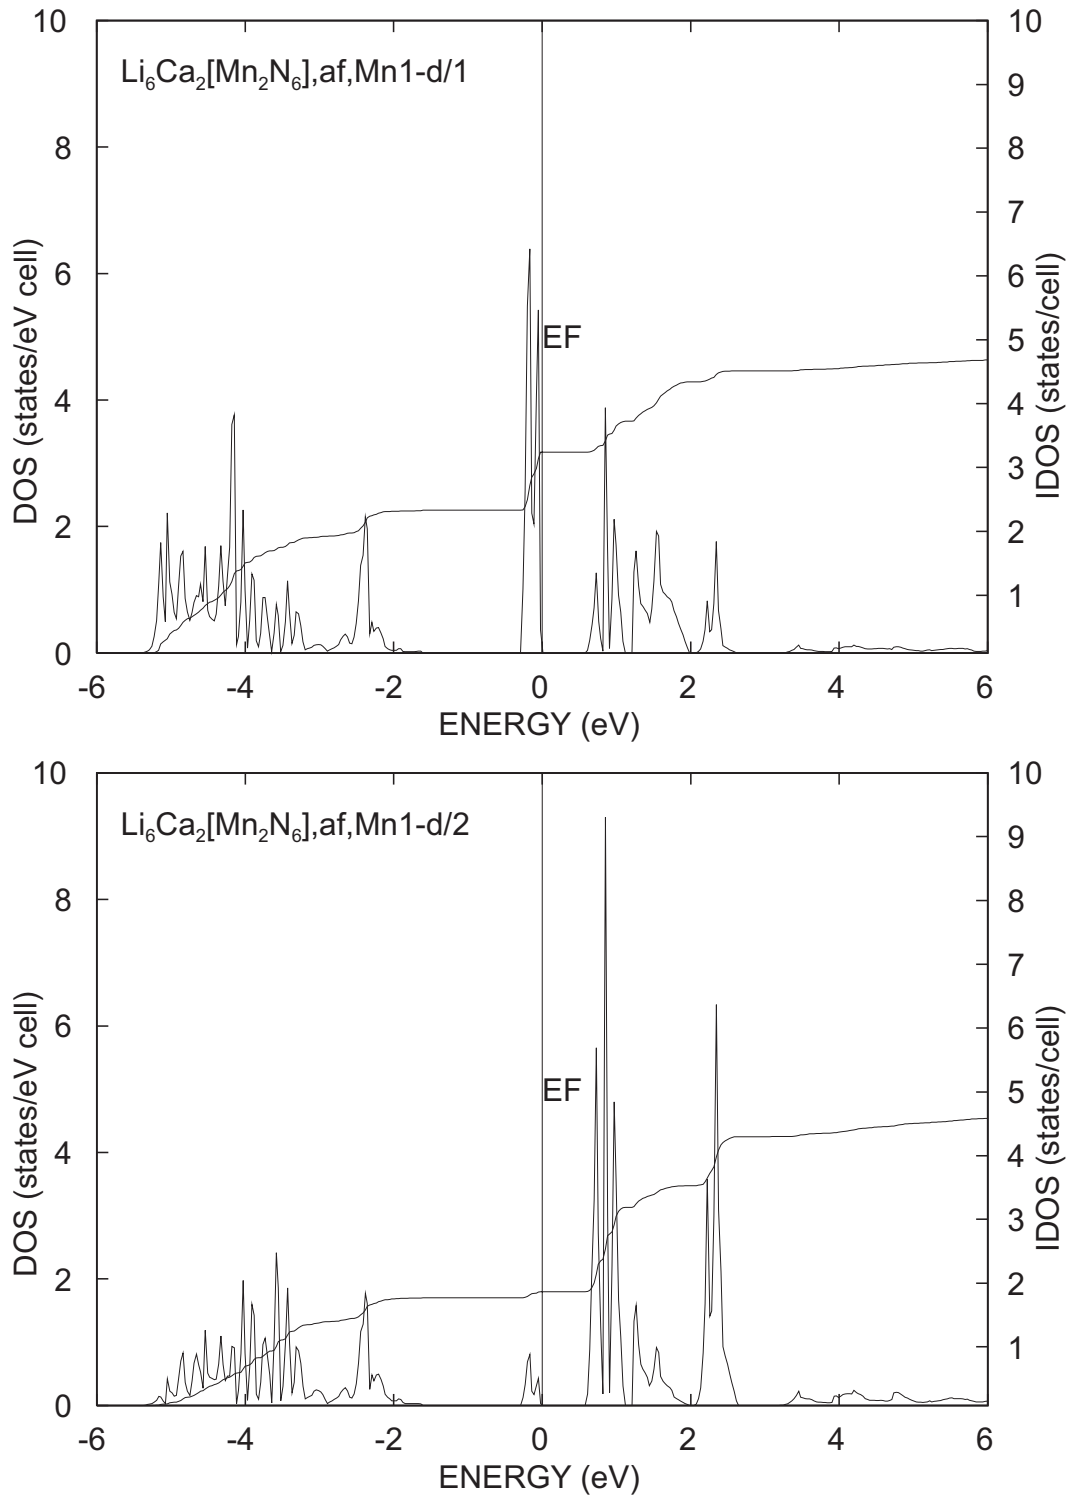 10 10
Li₆Ca₂[Mn₂N₆],af,Mn1-d/1
9
8 8
7
6 6
DOS (states/eV cell)
IDOS (states/cell)
EF
5
4 4
3
2 2
1
0
-6 -4 -2 0 2 4 6
ENERGY (eV)
10 10
Li₆Ca₂[Mn₂N₆],af,Mn1-d/2
9
8 8
7
6 6
DOS (states/eV cell)
IDOS (states/cell)
EF
5
4 4
3
2 2
1
0
-6 -4 -2 0 2 4 6
ENERGY (eV)